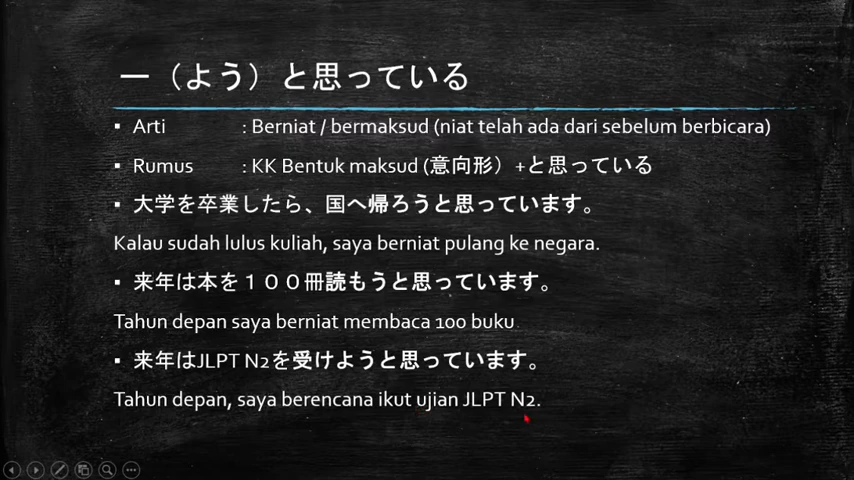 ー（よう）と思っている
▪ Arti : Berniat / bermaksud (niat telah ada dari sebelum berbicara)
▪ Rumus : KK Bentuk maksud (意向形）+と思っている
▪ 大学を卒業したら、国へ帰ろうと思っています。
Kalau sudah lulus kuliah, saya berniat pulang ke negara.
▪ 来年は本を１００冊読もうと思っています。
Tahun depan saya berniat membaca 100 buku
▪ 来年はJLPT N2を受けようと思っています。
Tahun depan, saya berencana ikut ujian JLPT N2.